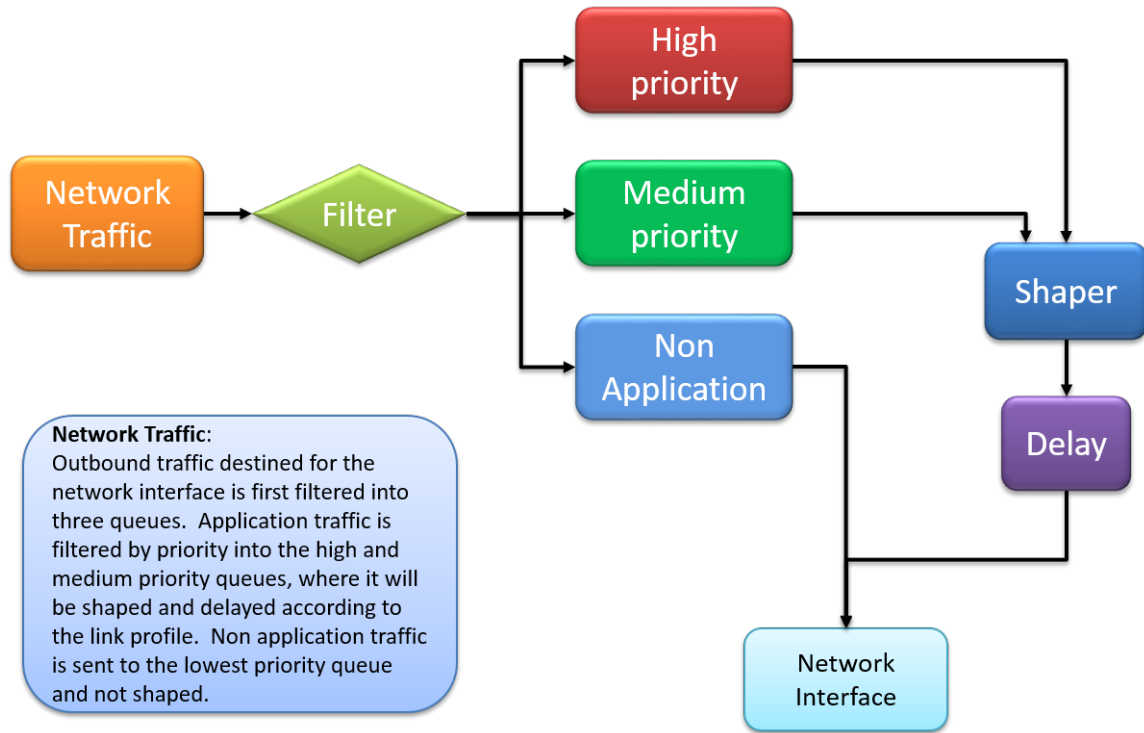 High
priority
Network
Traffic
Filter
Medium
priority
Shaper
Non
Application
Delay
Network Traffic:
Outbound traffic destined for the
network interface is first filtered into
three queues.  Application traffic is
filtered by priority into the high and
medium priority queues, where it will
be shaped and delayed according to
the link profile.  Non application traffic
is sent to the lowest priority queue
and not shaped.
Network
Interface